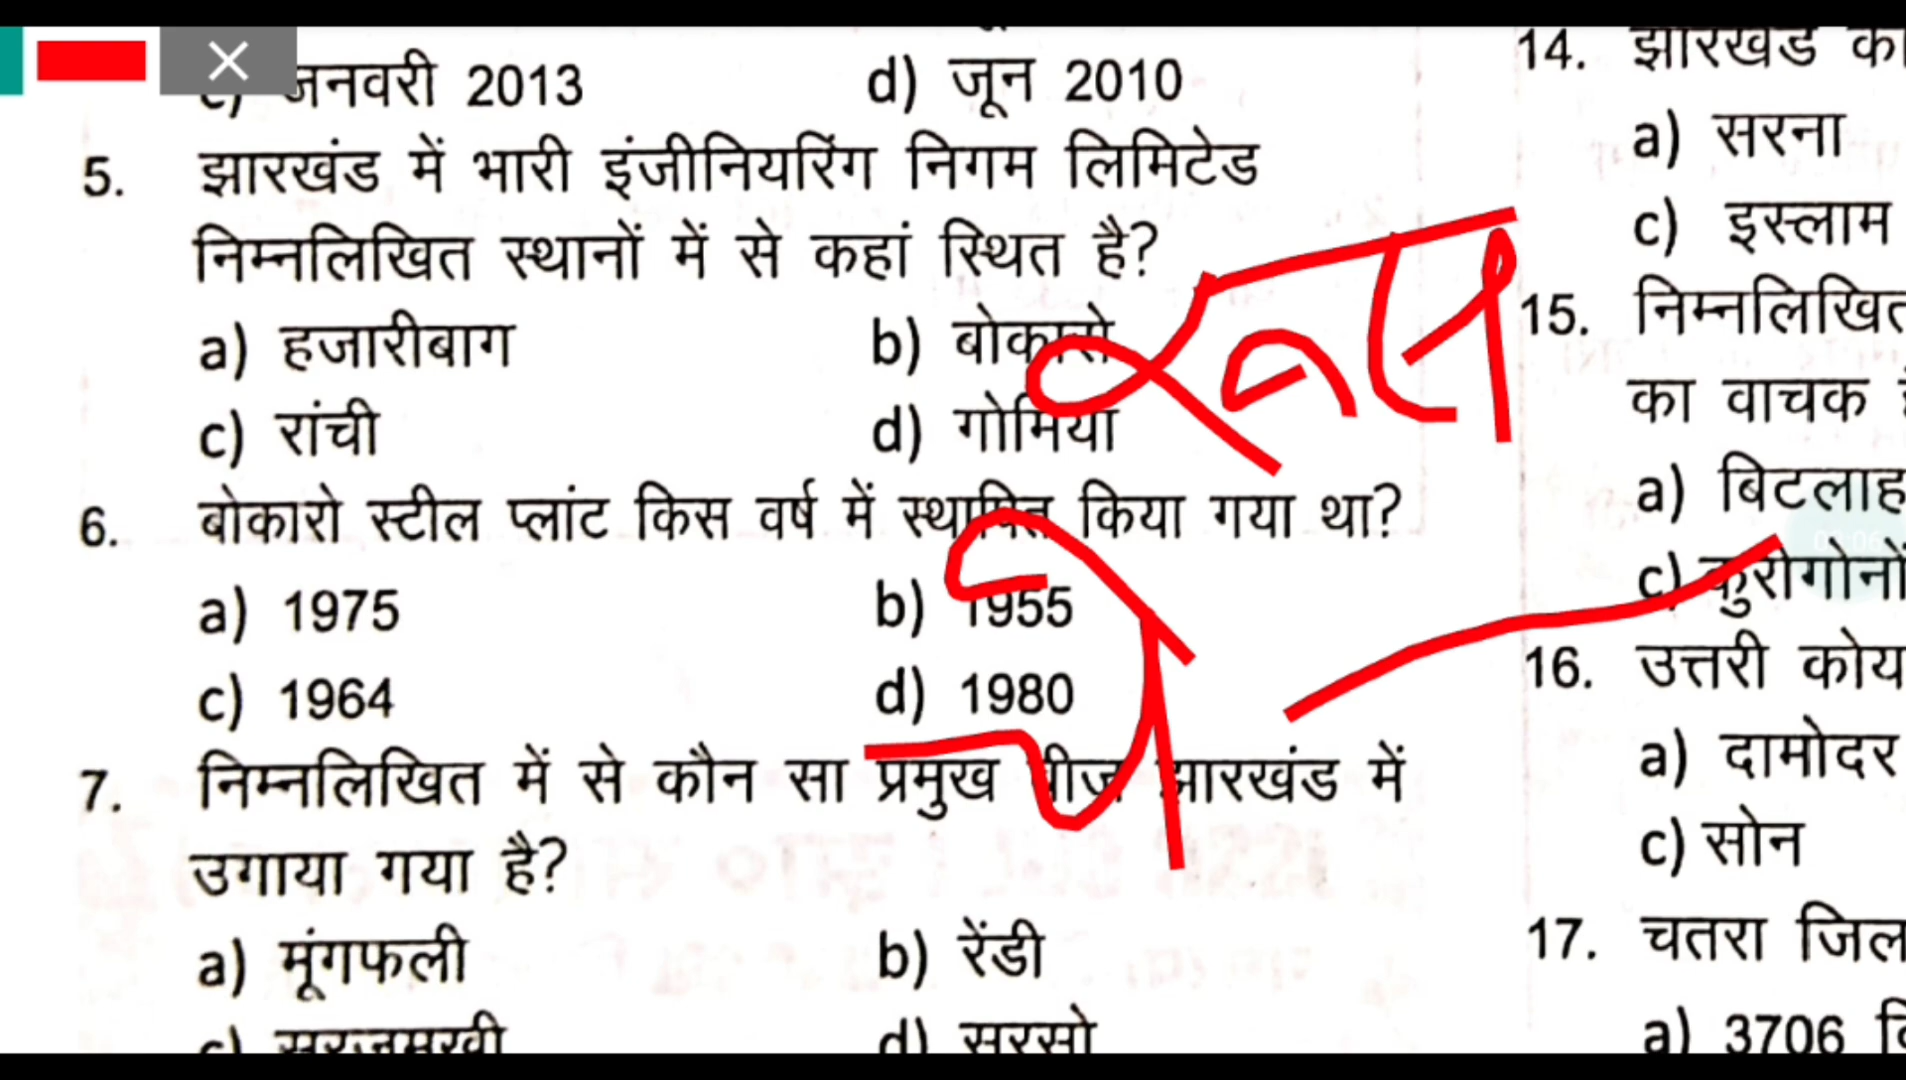 c) जनवरी 2013 d) जून 2010
5. झारखंड में भारी इंजीनियरिंग निगम लिमिटेड
निम्नलिखित स्थानों में से कहां स्थित है?
a) हजारीबाग b) बोकारो
c) रांची d) गोमिया
6. बोकारो स्टील प्लांट किस वर्ष में स्थापित किया गया था?
a) 1975 b) 1955
c) 1964 d) 1980
7. निम्नलिखित में से कौन सा प्रमुख बीज झारखंड में
उगाया गया है?
a) मूंगफली b) रेंडी
c) सूरजमुखी d) सरसो
14. झारखंड का
a) सरना
c) इस्लाम
15. निम्नलिखित
का वाचक
a) बिटलाह
c) कुरीगोनों
16. उत्तरी कोय
a) दामोदर
c) सोन
17. चतरा जिल
a) 3706